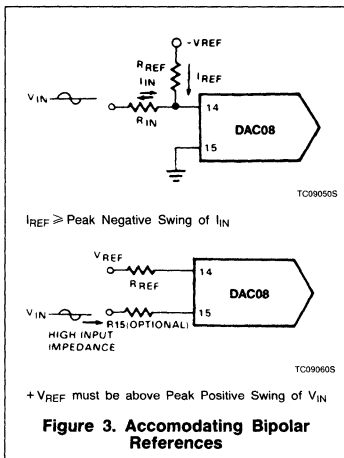 -VREF
RREF
IIN
IREF
VIN
RIN
14
DAC08
15
TC09050S
IREF ⩾ Peak Negative Swing of IIN
VREF
RREF
14
DAC08
VIN
HIGH INPUT
IMPEDANCE
R15(OPTIONAL)
15
TC09060S
+ VREF must be above Peak Positive Swing of VIN
Figure 3. Accomodating Bipolar
References